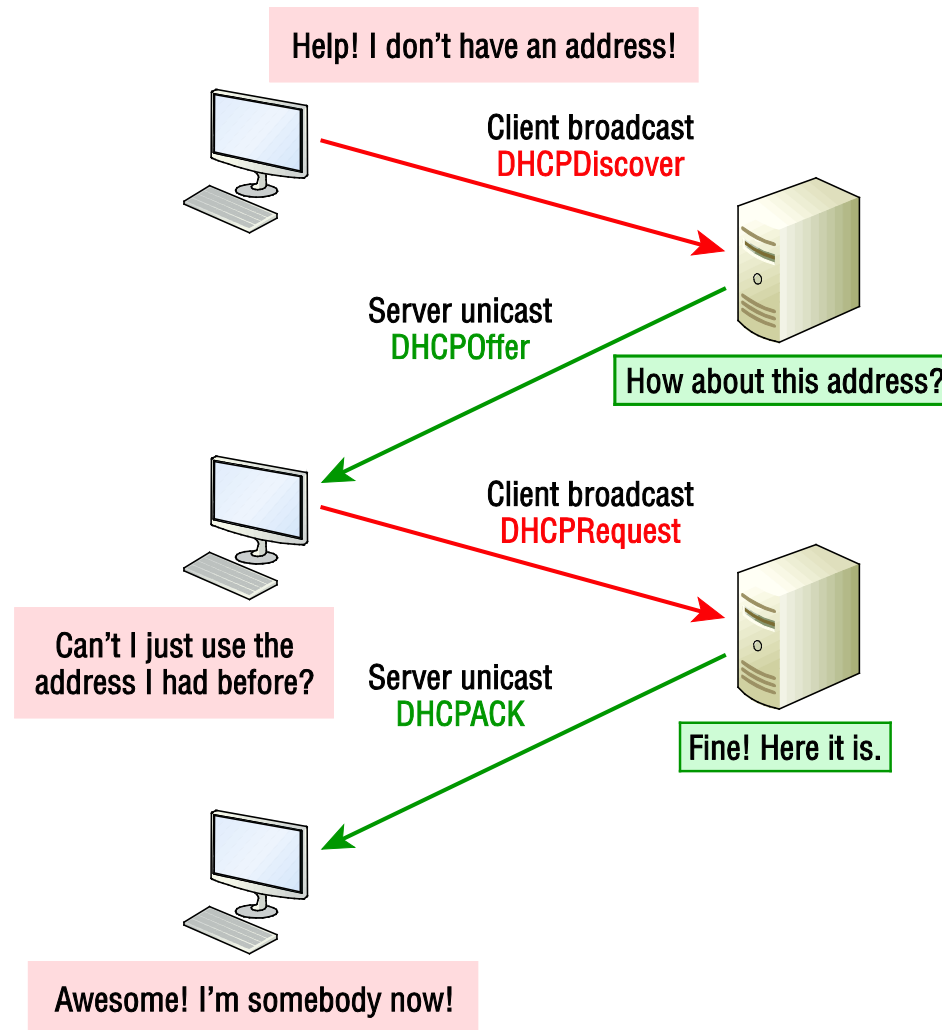 Help! I don’t have an address!
Client broadcast
DHCPDiscover
Server unicast
DHCPOffer
How about this address?
Client broadcast
DHCPRequest
Can’t I just use the
address I had before?
Server unicast
DHCPACK
Fine! Here it is.
Awesome! I’m somebody now!